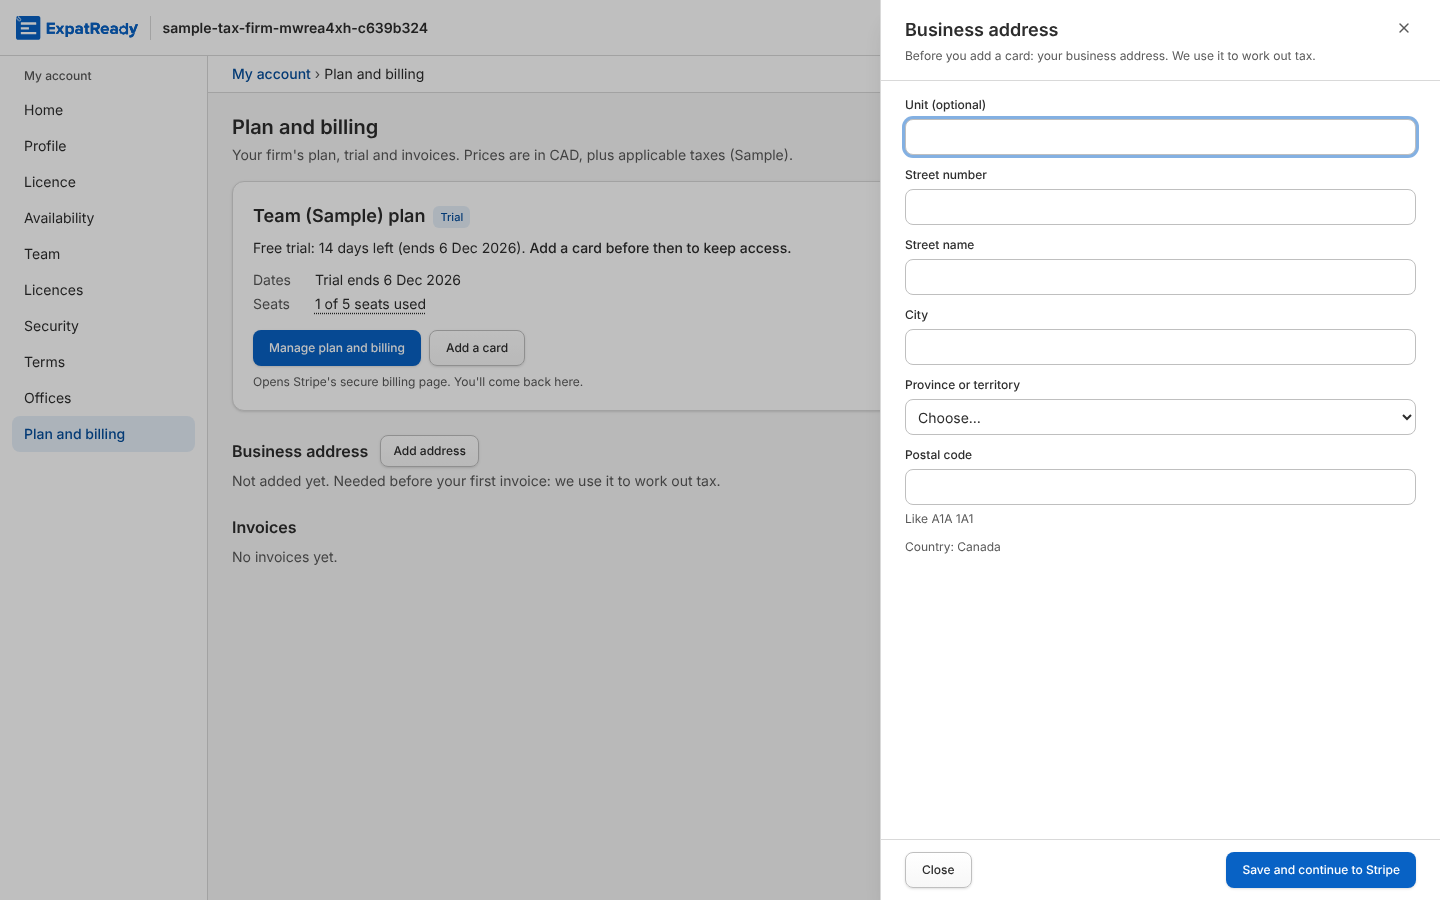 ExpatReady
sample-tax-firm-mwrea4xh-c639b324
My account
Home
Profile
Licence
Availability
Team
Licences
Security
Terms
Offices
Plan and billing
My account › Plan and billing
Plan and billing
Your firm's plan, trial and invoices. Prices are in CAD, plus applicable taxes (Sample).
Team (Sample) plan Trial
Free trial: 14 days left (ends 6 Dec 2026). Add a card before then to keep access.
Dates Trial ends 6 Dec 2026
Seats 1 of 5 seats used
Manage plan and billing Add a card
Opens Stripe's secure billing page. You'll come back here.
Business address Add address
Not added yet. Needed before your first invoice: we use it to work out tax.
Invoices
No invoices yet.
Business address
Before you add a card: your business address. We use it to work out tax.
Unit (optional)
Street number
Street name
City
Province or territory
Choose...
Postal code
Like A1A 1A1
Country: Canada
Close Save and continue to Stripe